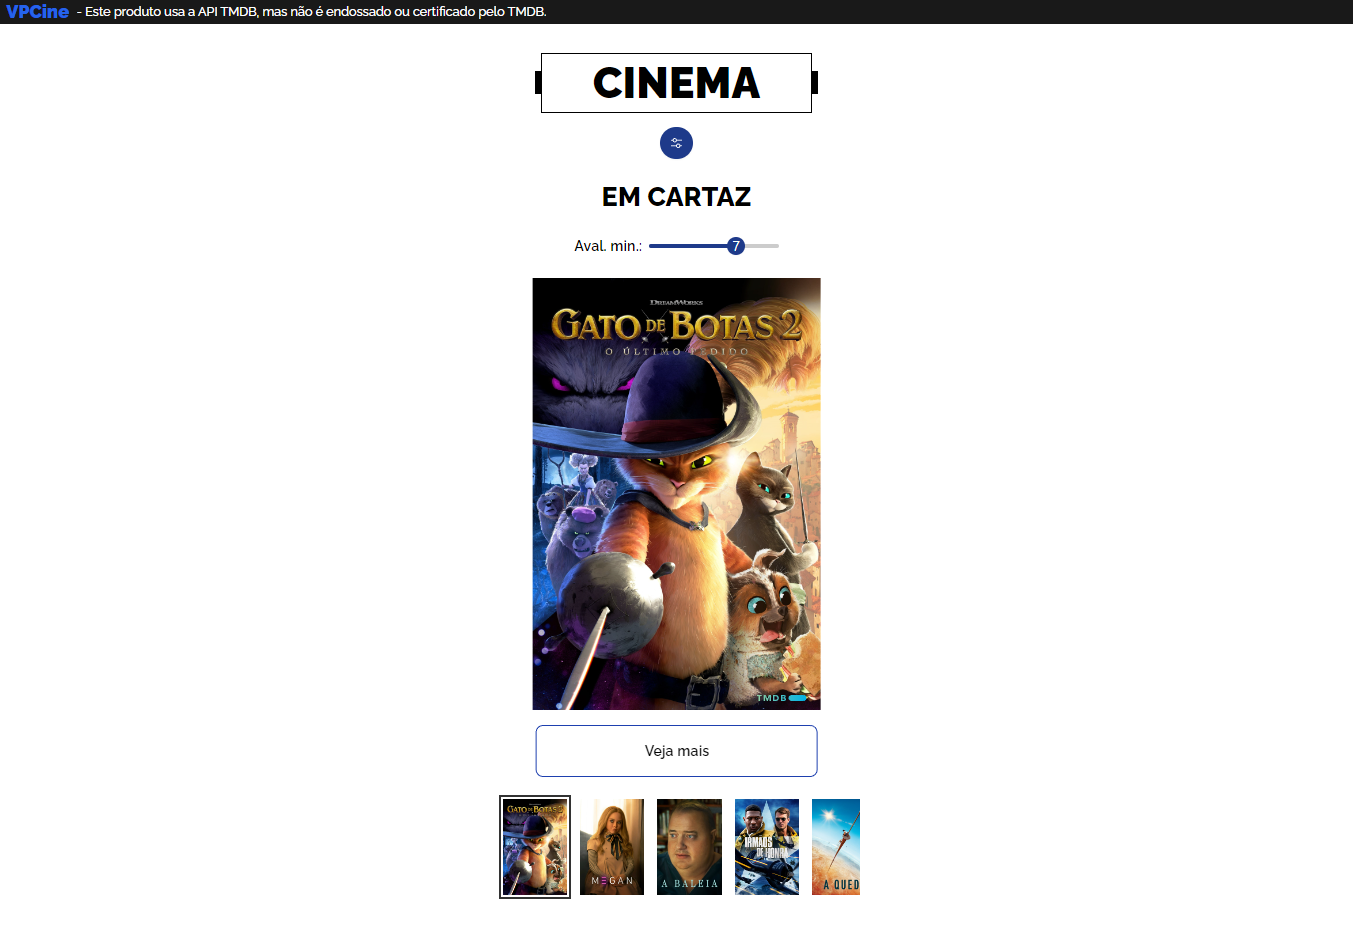 VPCine - Este produto usa a API TMDB, mas não é endossado ou certificado pelo TMDB.
CINEMA
EM CARTAZ
Aval. min.: 7
DREAMWORKS
GATO DE BOTAS 2
O ÚLTIMO PEDIDO
TMDB
Veja mais
GATO DE BOTAS 2
M3GAN
A BALEIA
IRMÃOS
DE HONRA
A QUED